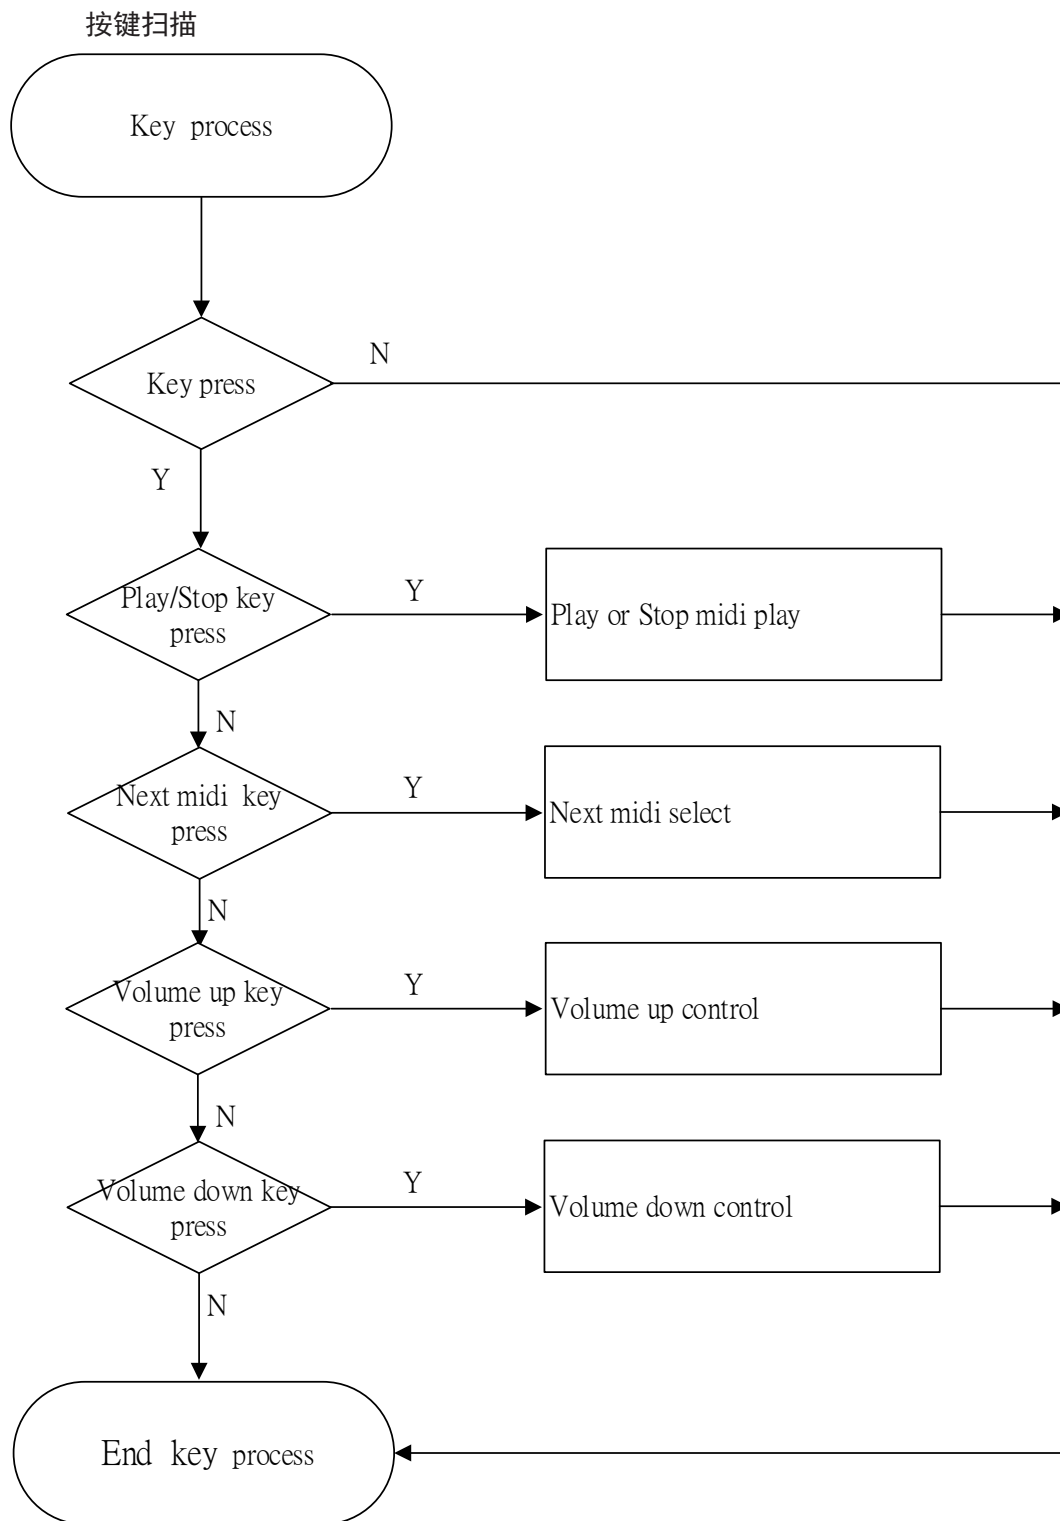 按键扫描
Key process
N
Key press
Y
Play/Stop key
press
Y
Play or Stop midi play
N
Next midi key
press
Y
Next midi select
N
Volume up key
press
Y
Volume up control
N
Volume down key
press
Y
Volume down control
N
End key process